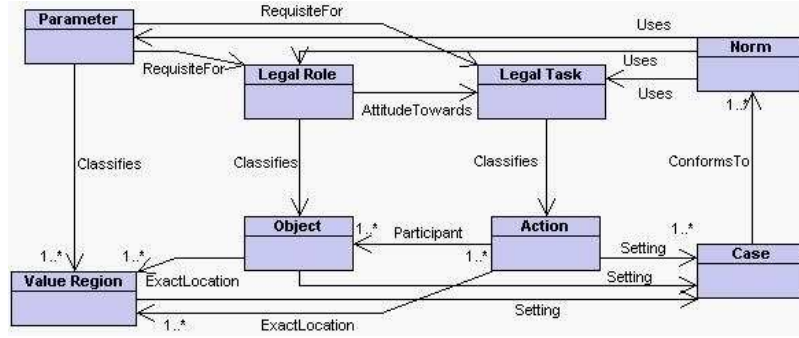 RequisiteFor
Parameter
Uses
RequisiteFor
Legal Role
Legal Task
Uses
Norm
Uses
AttitudeTowards
1..*
Classifies
Classifies
Classifies
ConformsTo
Object
1..*
Participant
Action
1..*
1..*
1..*
1..*
Setting
Case
Value Region
ExactLocation
Setting
Setting
1..*
ExactLocation